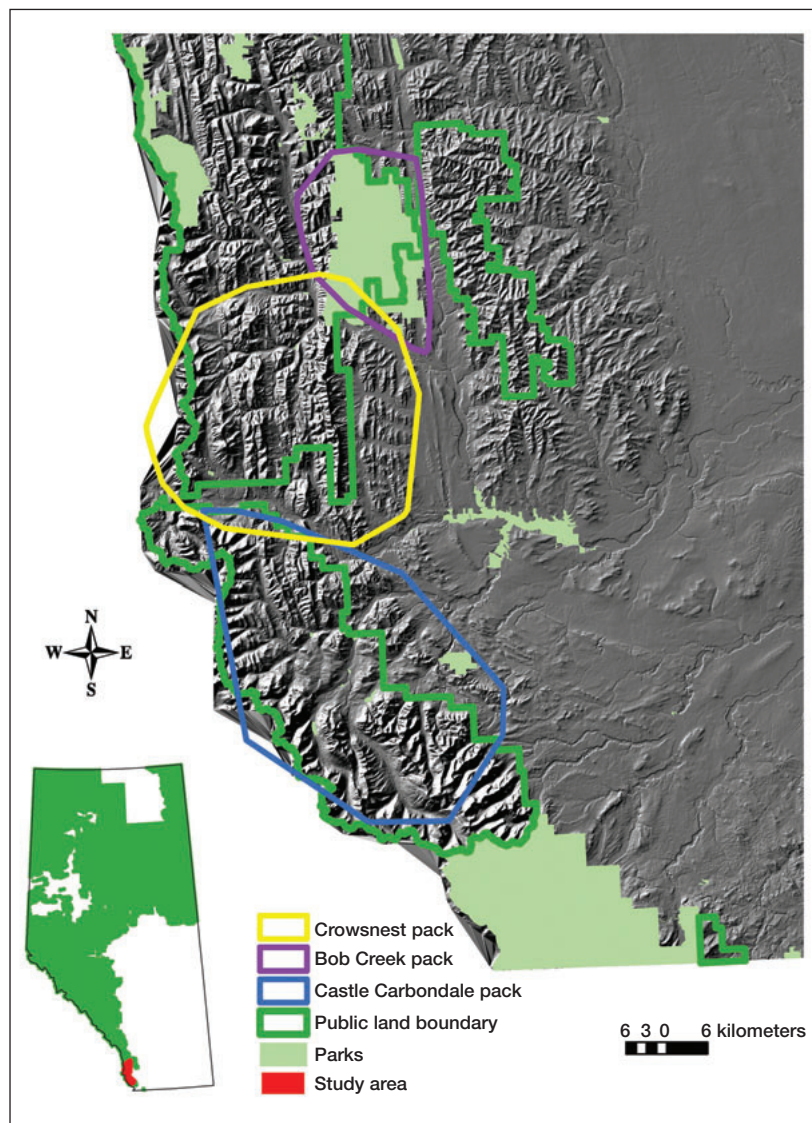 N
W E
S
Crowsnest pack
Bob Creek pack
Castle Carbondale pack
Public land boundary
Parks
Study area
6 3 0 6 kilometers